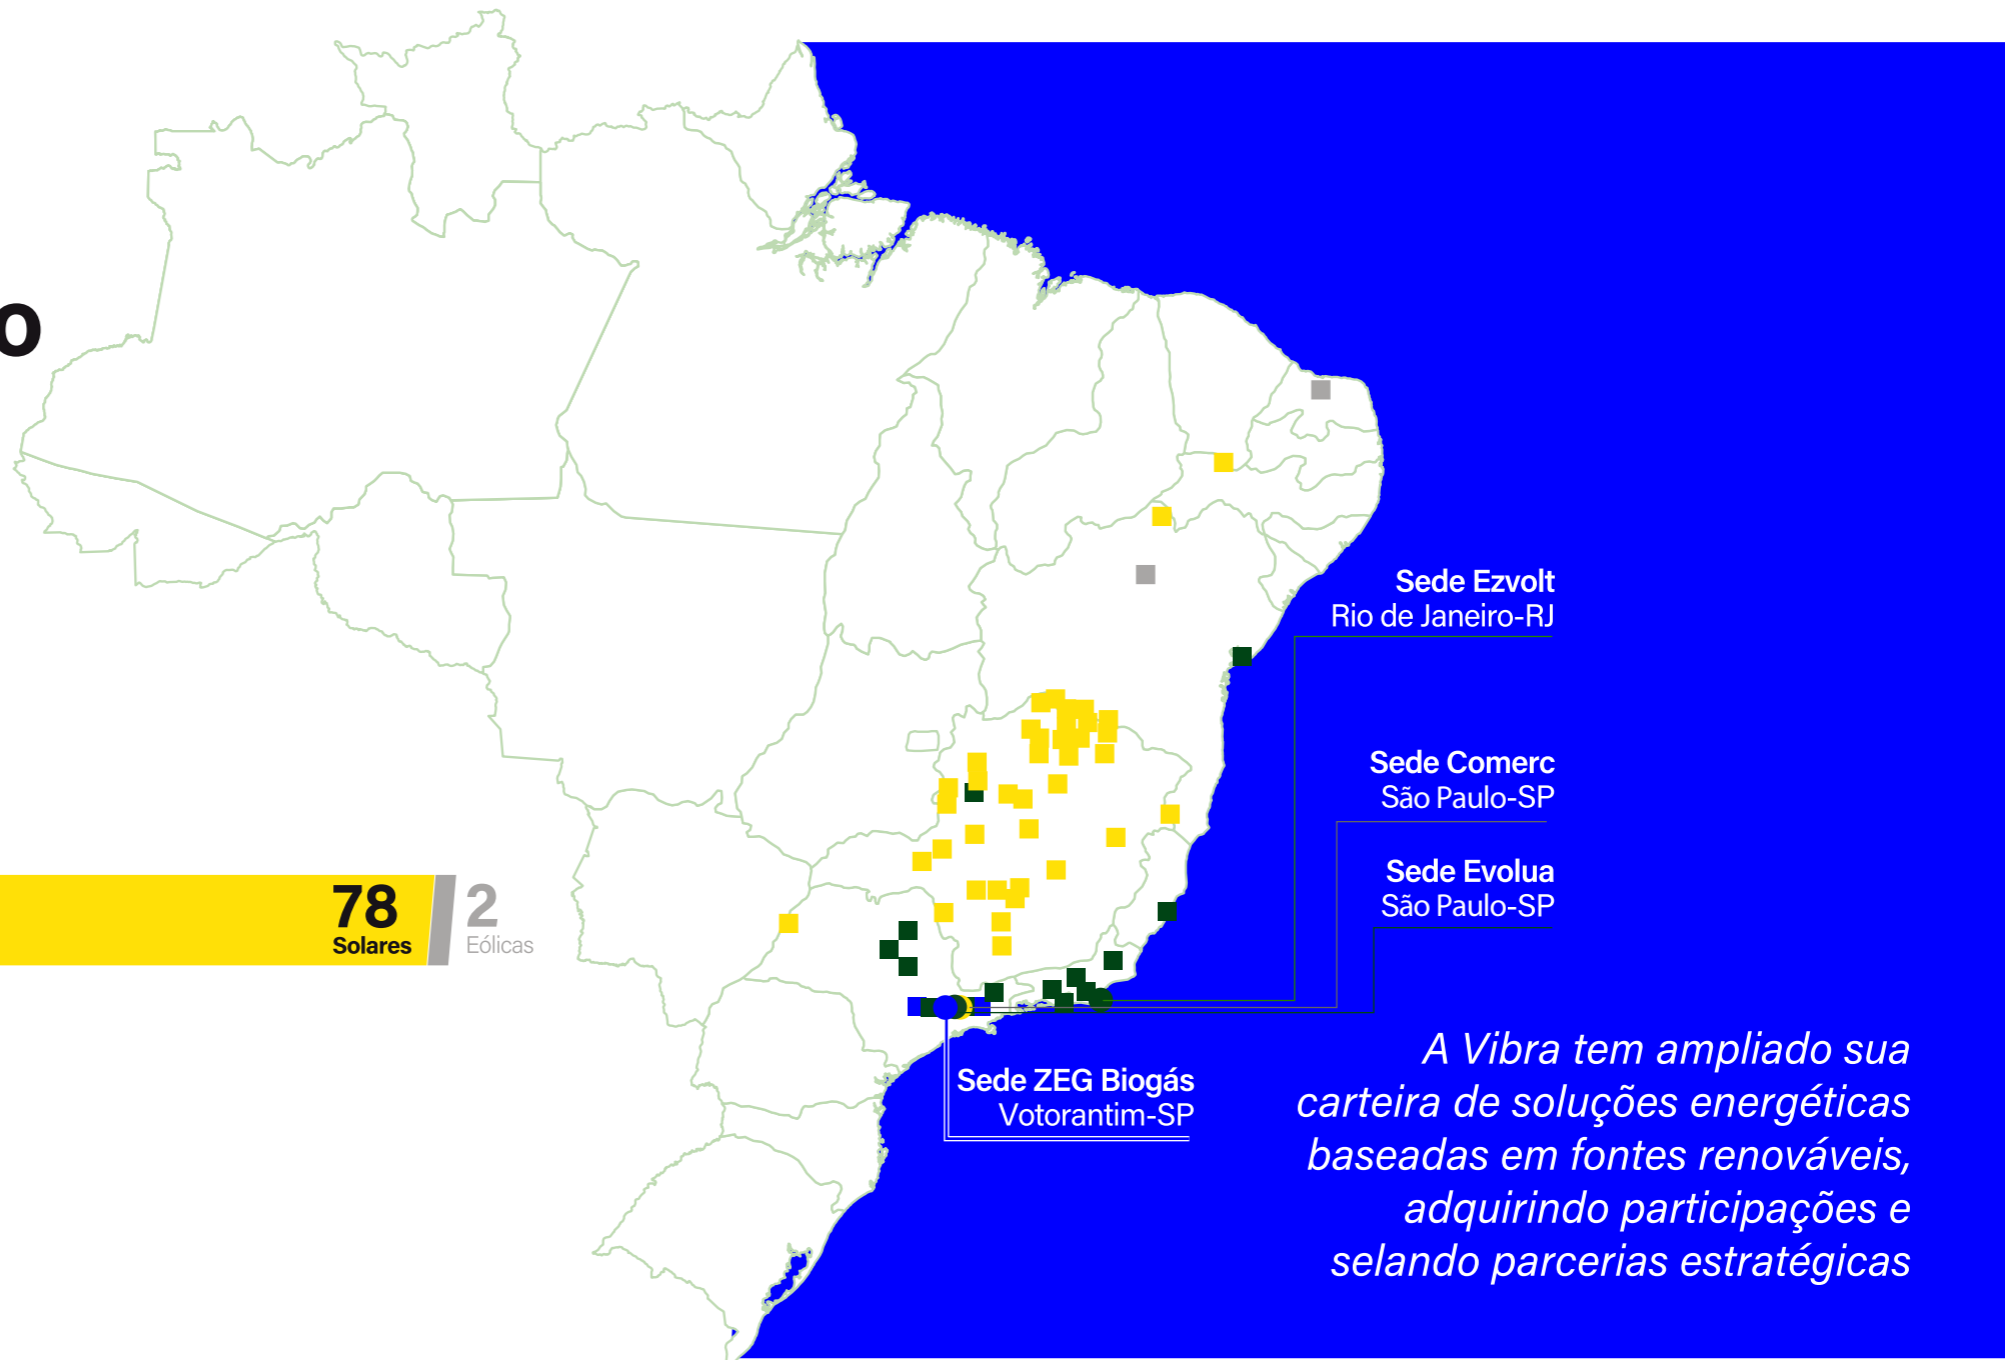 o
Sede Ezvolt
Rio de Janeiro-RJ
Sede Comerc
São Paulo-SP
Sede Evolua
São Paulo-SP
78
Solares
2
Eólicas
Sede ZEG Biogás
Votorantim-SP
A Vibra tem ampliado sua
carteira de soluções energéticas
baseadas em fontes renováveis,
adquirindo participações e
selando parcerias estratégicas